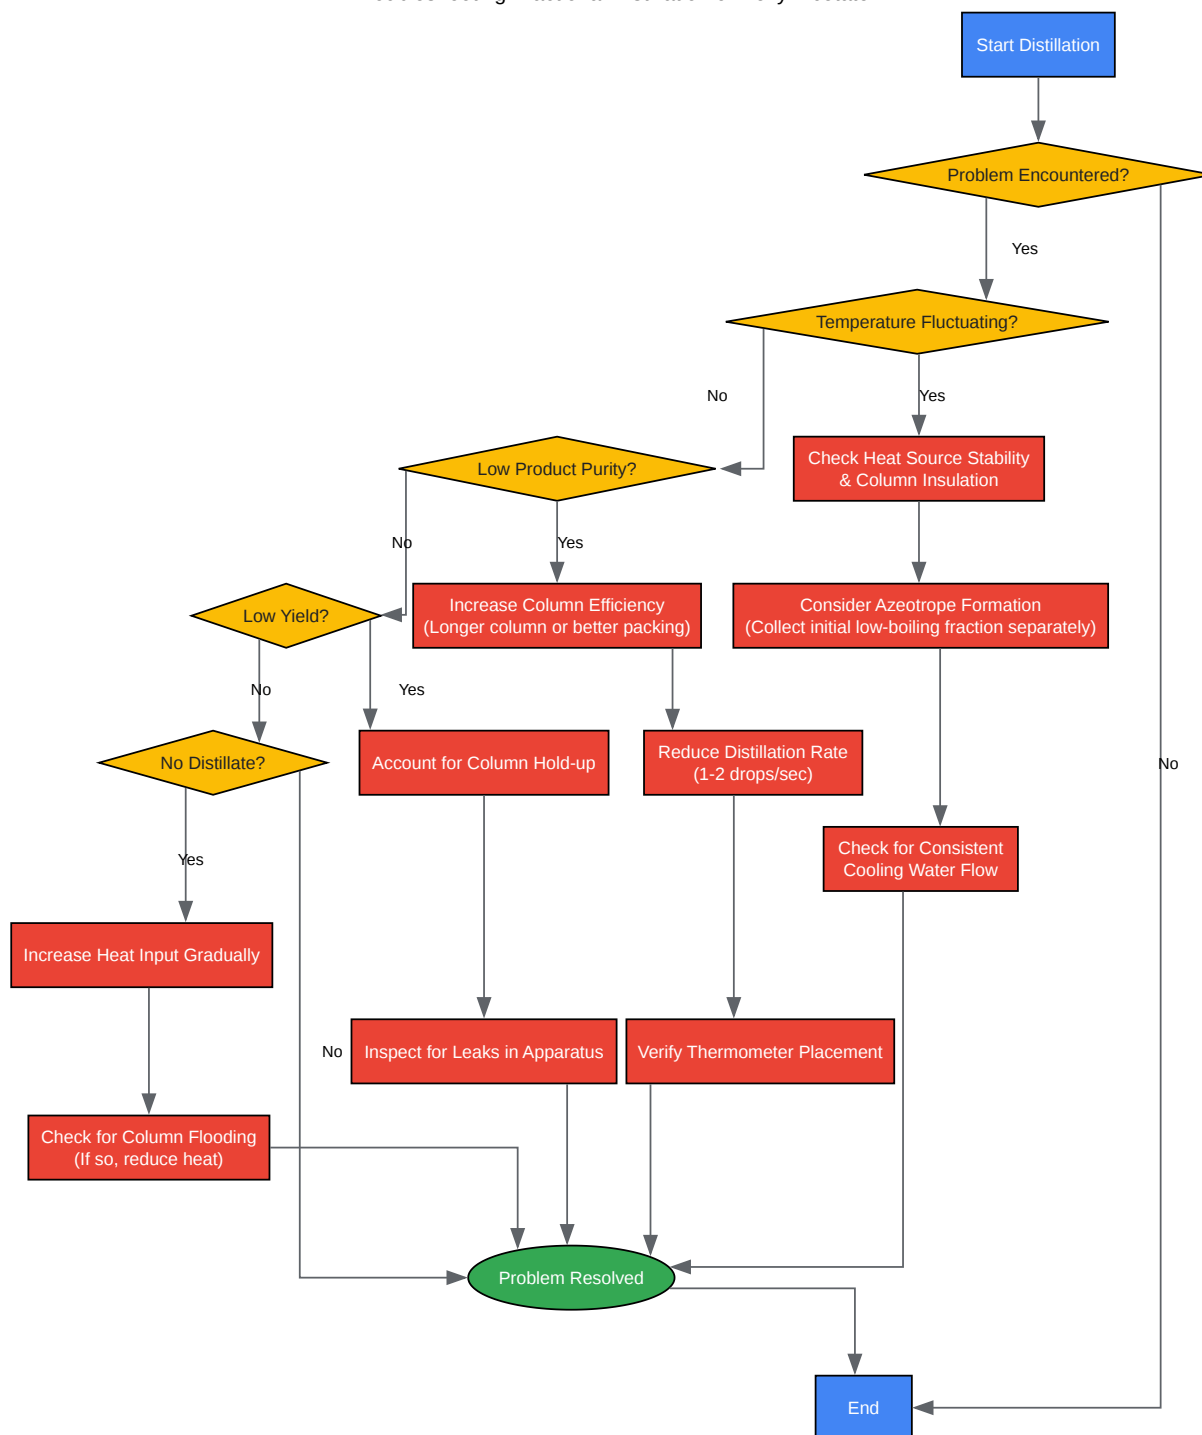 Start Distillation
Problem Encountered?
Yes
Temperature Fluctuating?
No
Yes
Low Product Purity?
Check Heat Source Stability
& Column Insulation
No
Yes
Low Yield?
Increase Column Efficiency
(Longer column or better packing)
Consider Azeotrope Formation
(Collect initial low-boiling fraction separately)
No
Yes
No Distillate?
Account for Column Hold-up
Reduce Distillation Rate
(1-2 drops/sec)
No
Check for Consistent
Cooling Water Flow
Yes
Increase Heat Input Gradually
No
Inspect for Leaks in Apparatus
Verify Thermometer Placement
Check for Column Flooding
(If so, reduce heat)
Problem Resolved
End